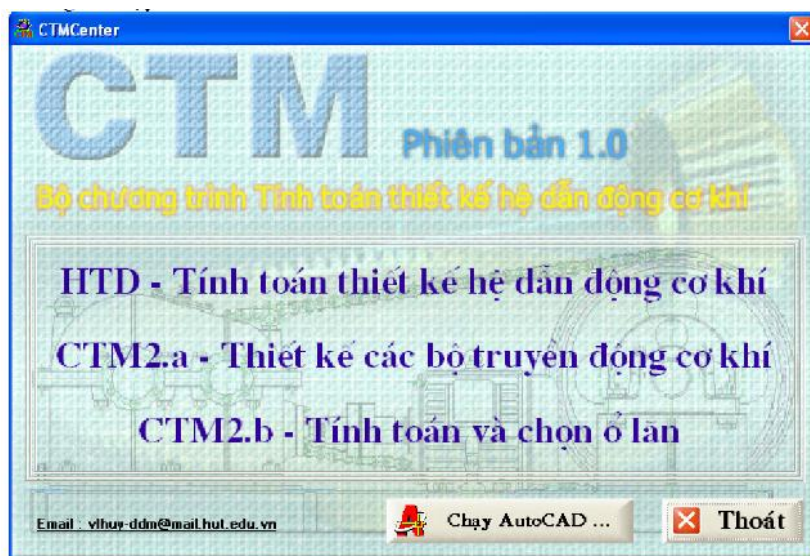 CTMCenter
CTM Phiên bản 1.0
Bộ chương trình Tính toán thiết kế hệ dẫn động cơ khí
HTD - Tính toán thiết kế hệ dẫn động cơ khí
CTM2.a - Thiết kế các bộ truyền động cơ khí
CTM2.b - Tính toán và chọn ổ lăn
Email : vlhuy-ddm@mail.hut.edu.vn
Chạy AutoCAD ...
Thoát